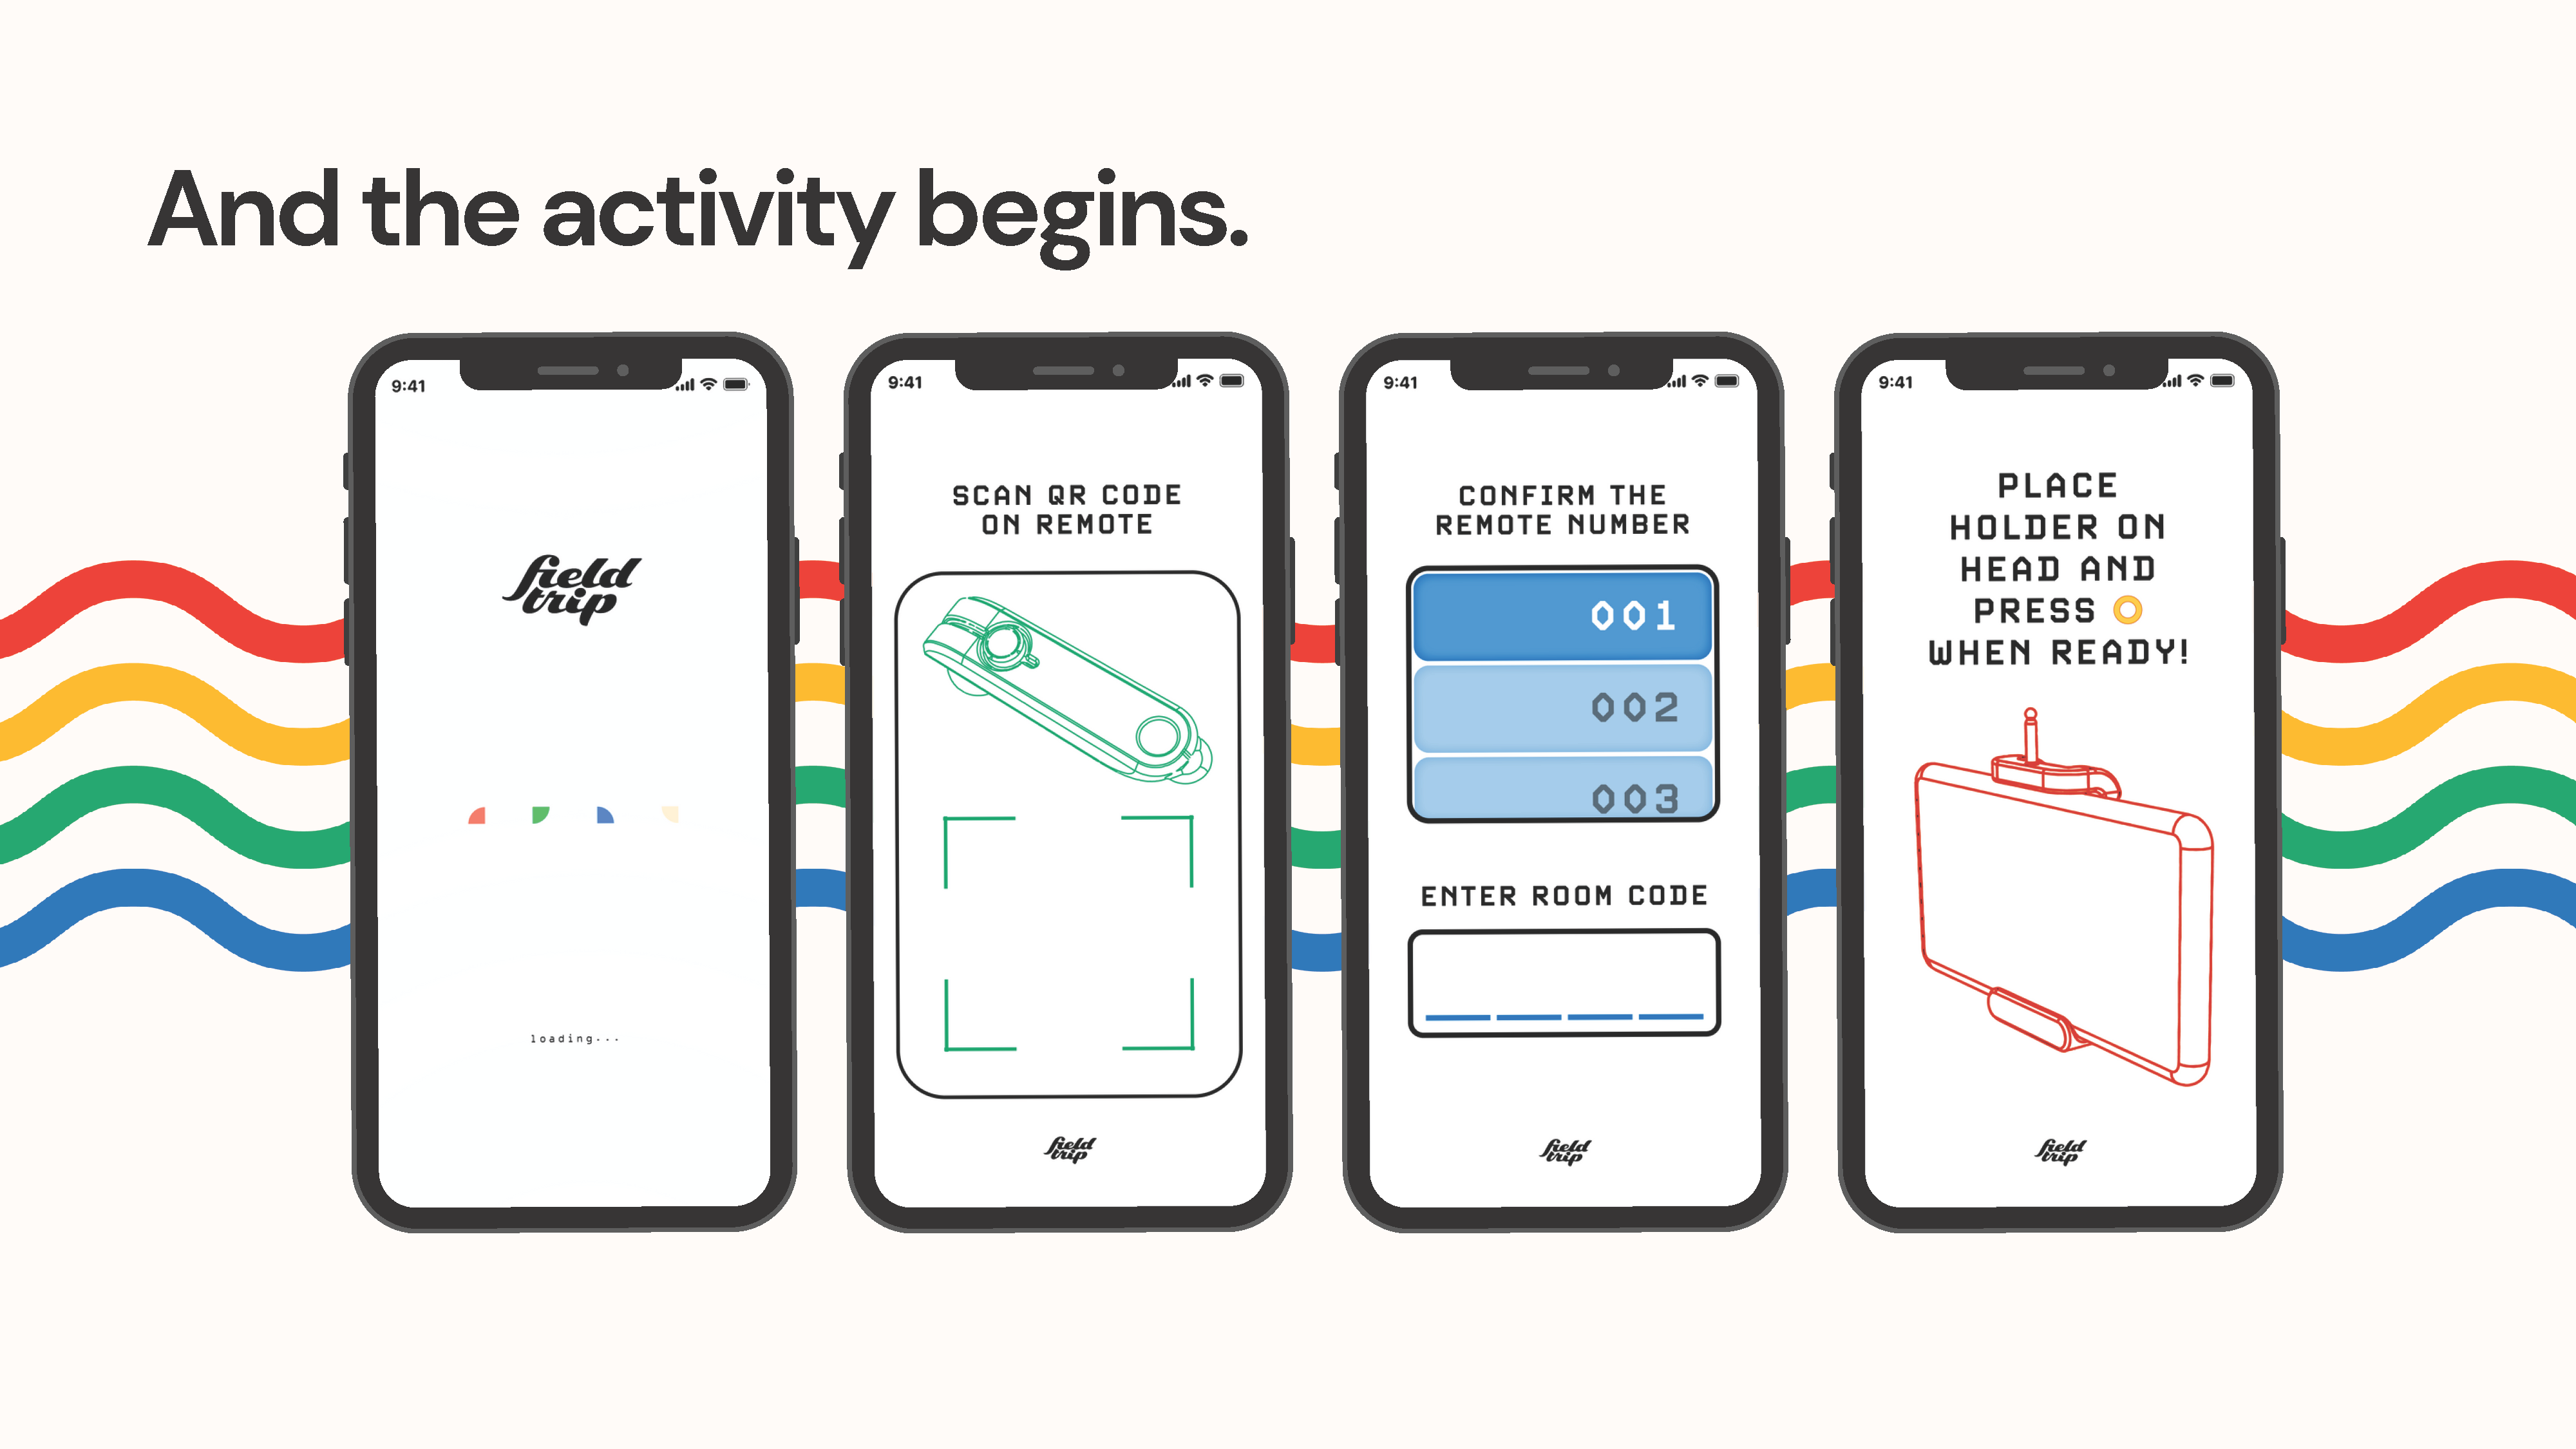 And the activity begins.
9:41
field
trip
loading...
9:41
SCAN QR CODE
ON REMOTE
field
trip
9:41
CONFIRM THE
REMOTE NUMBER
001
002
003
ENTER ROOM CODE
field
trip
9:41
PLACE
HOLDER ON
HEAD AND
PRESS
WHEN READY!
field
trip